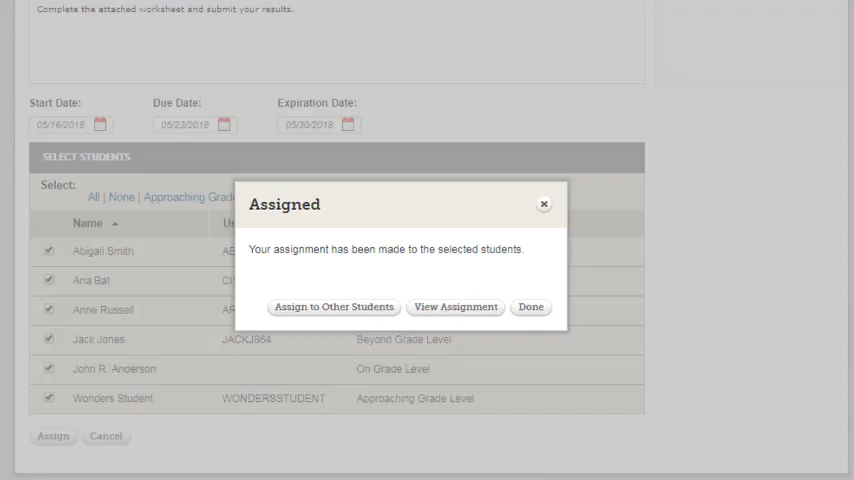 Complete the attached worksheet and submit your results.
Start Date: Due Date: Expiration Date:
05/16/2018 05/23/2018 05/30/2018
SELECT STUDENTS
Select:
All | None | Approaching Grade
Name
Abigail Smith AB
Ana Bal
Anne Russell AR
Jack Jones JACKJ864 Beyond Grade Level
John R. Anderson On Grade Level
Wonders Student WONDERSSTUDENT Approaching Grade Level
Assign Cancel
Assigned
Your assignment has been made to the selected students.
Assign to Other Students View Assignment Done